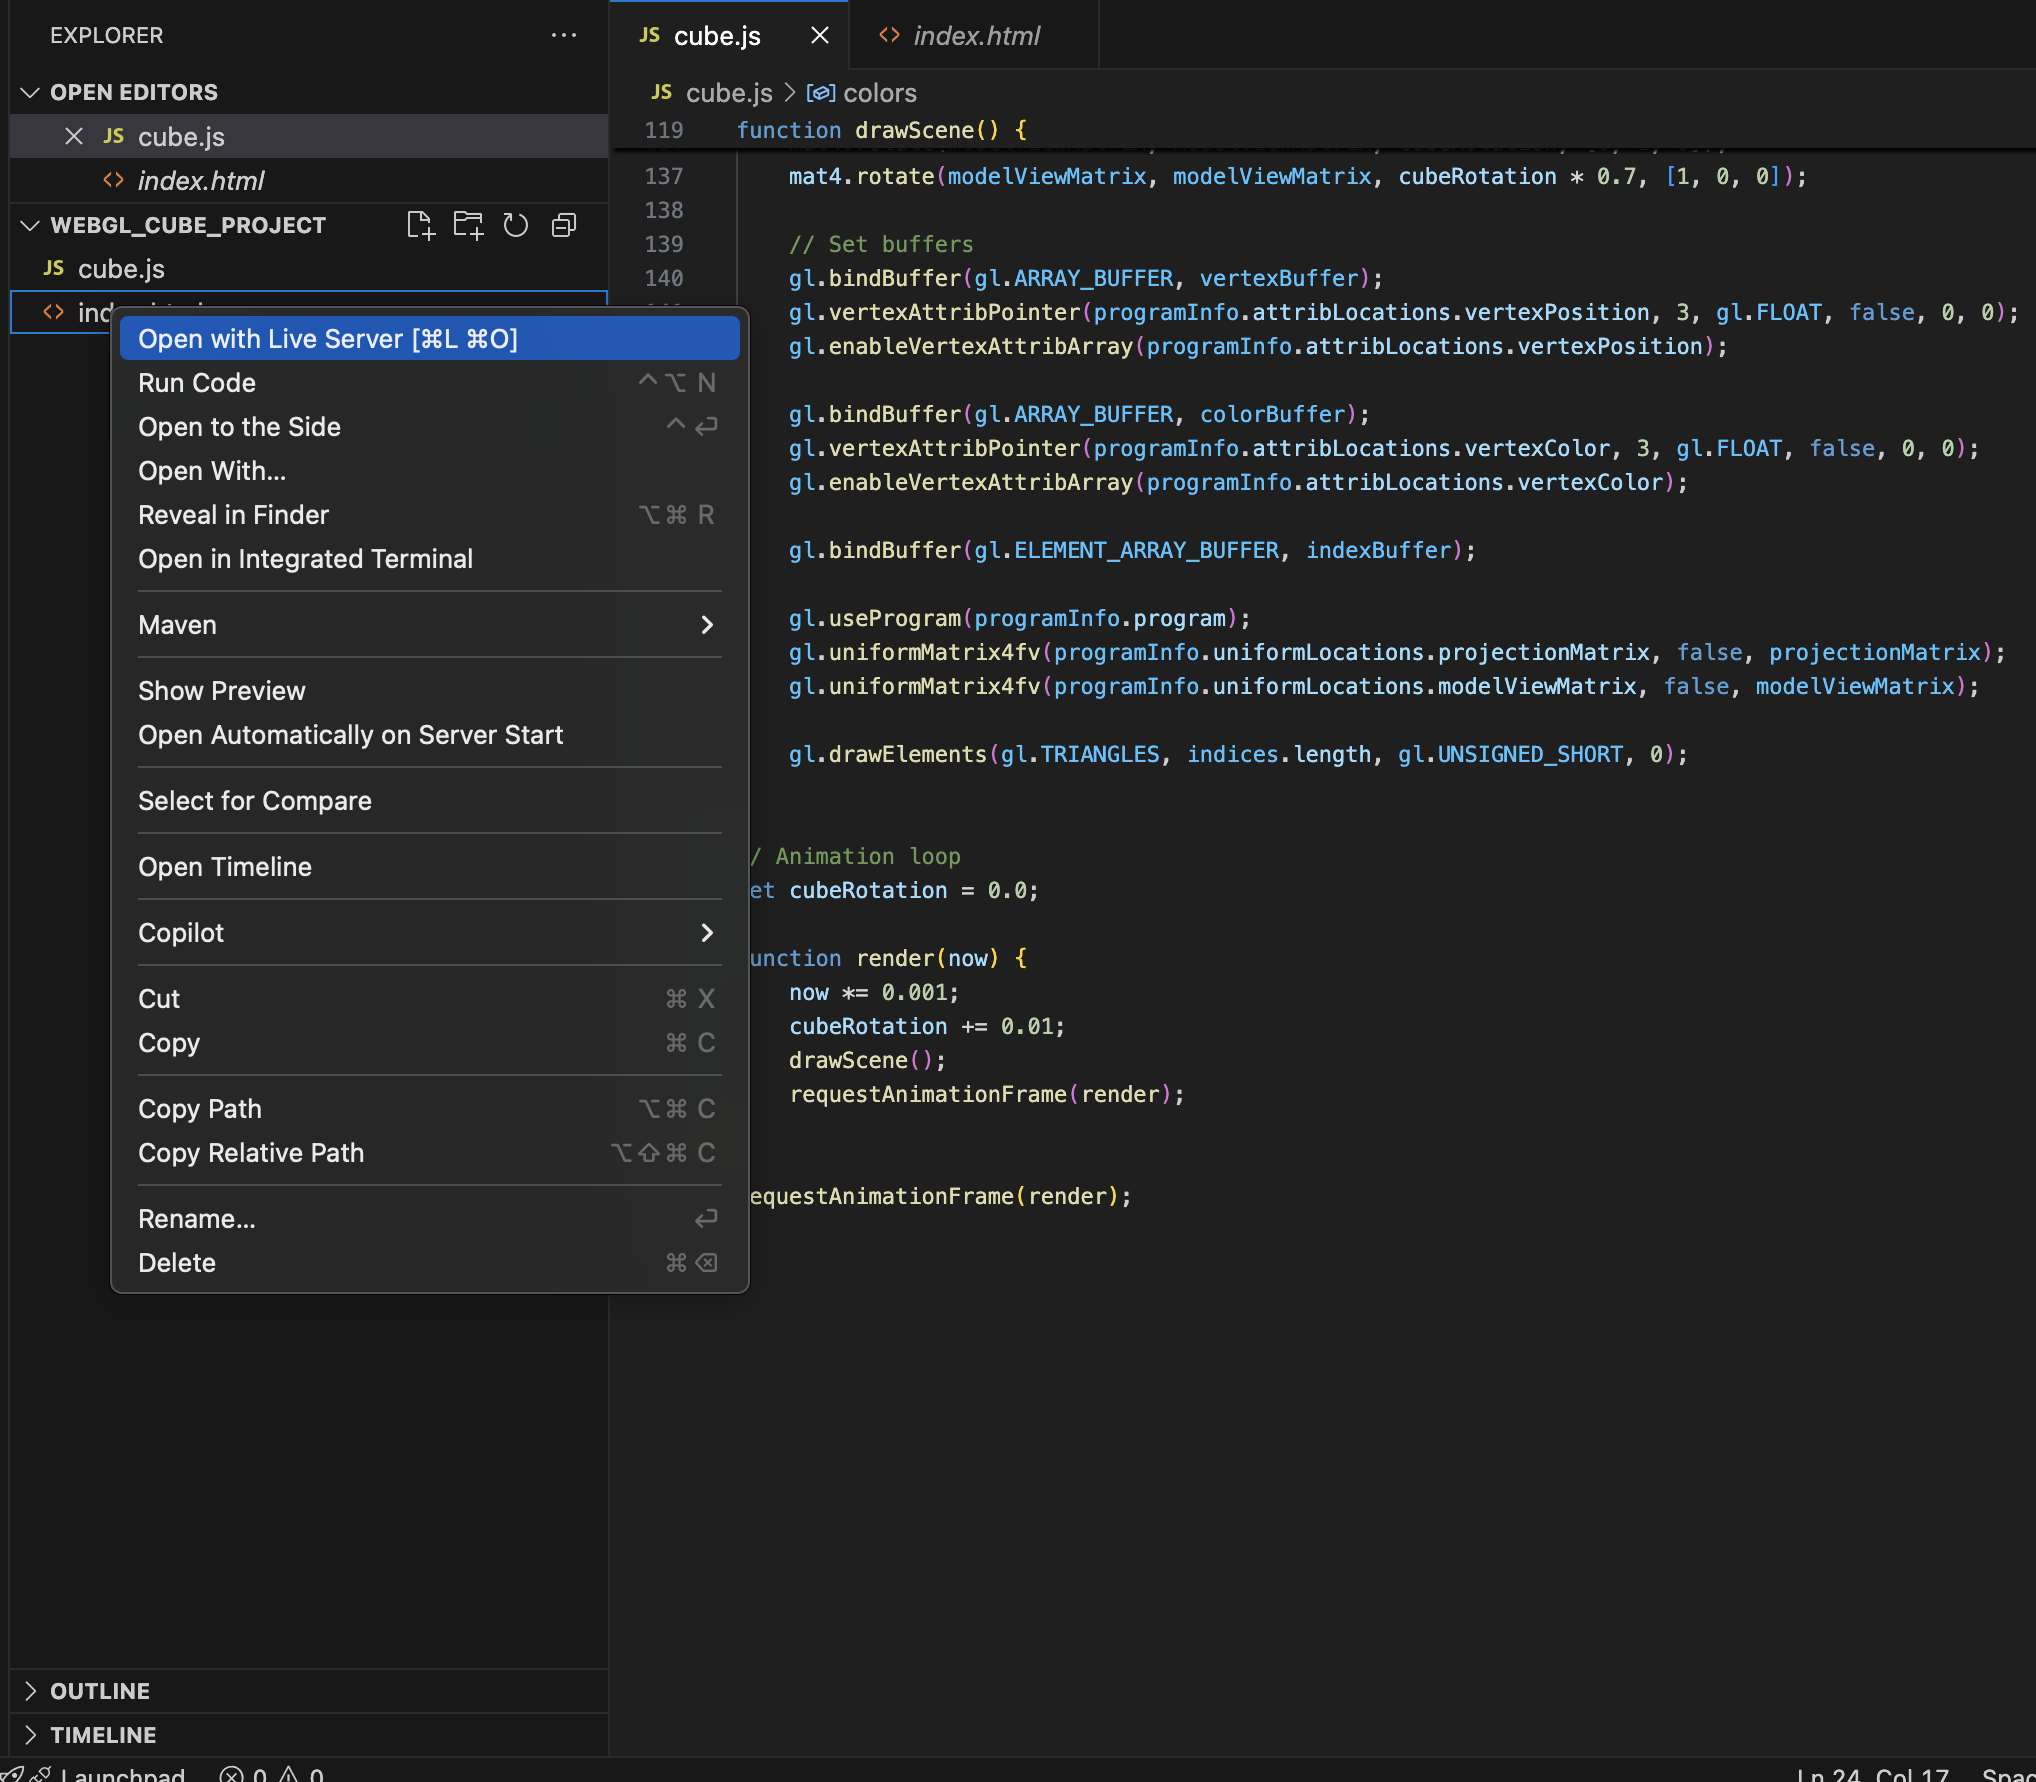 EXPLORER
OPEN EDITORS
JS cube.js
<> index.html
WEBGL_CUBE_PROJECT
JS cube.js
<>
Open with Live Server [⌘L ⌘O]
Run Code ⌃⌥ N
Open to the Side ⌃⏎
Open With...
Reveal in Finder ⌥⌘ R
Open in Integrated Terminal
Maven
Show Preview
Open Automatically on Server Start
Select for Compare
Open Timeline
Copilot
Cut ⌘ X
Copy ⌘ C
Copy Path ⌥⌘ C
Copy Relative Path ⌥⇧⌘ C
Rename... ⏎
Delete ⌘⌫
OUTLINE
TIMELINE
JS cube.js
<> index.html
JS cube.js > colors
119 function drawScene() {
137 mat4.rotate(modelViewMatrix, modelViewMatrix, cubeRotation * 0.7, [1, 0, 0]);
138
139 // Set buffers
140 gl.bindBuffer(gl.ARRAY_BUFFER, vertexBuffer);
gl.vertexAttribPointer(programInfo.attribLocations.vertexPosition, 3, gl.FLOAT, false, 0, 0);
gl.enableVertexAttribArray(programInfo.attribLocations.vertexPosition);
gl.bindBuffer(gl.ARRAY_BUFFER, colorBuffer);
gl.vertexAttribPointer(programInfo.attribLocations.vertexColor, 3, gl.FLOAT, false, 0, 0);
gl.enableVertexAttribArray(programInfo.attribLocations.vertexColor);
gl.bindBuffer(gl.ELEMENT_ARRAY_BUFFER, indexBuffer);
gl.useProgram(programInfo.program);
gl.uniformMatrix4fv(programInfo.uniformLocations.projectionMatrix, false, projectionMatrix);
gl.uniformMatrix4fv(programInfo.uniformLocations.modelViewMatrix, false, modelViewMatrix);
gl.drawElements(gl.TRIANGLES, indices.length, gl.UNSIGNED_SHORT, 0);
/ Animation loop
et cubeRotation = 0.0;
unction render(now) {
now *= 0.001;
cubeRotation += 0.01;
drawScene();
requestAnimationFrame(render);
equestAnimationFrame(render);
Launchpad 0 0
Ln 24, Col 17